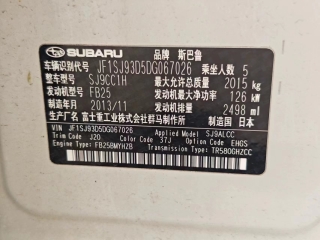 SUBARU 品牌 斯巴鲁
车辆识别代号 JF1SJ93D5DG067026 乘坐人数 5
整车型号 SJ9CC1H 最大允许总质量 2015 kg
发动机型号 FB25 发动机最大净功率 126 kW
制造年月 2013/11 发动机排量 2498 ml
生产厂名 富士重工业株式会社群马制作所 制造国 日本
VIN JF1SJ93D5DG067026 Applied Model SJ9ALCC
Trim Code J20 Color Code 37J Option Code EHGS
Engine Type FB25BMYHZB Transmission Type TR580GHZCC